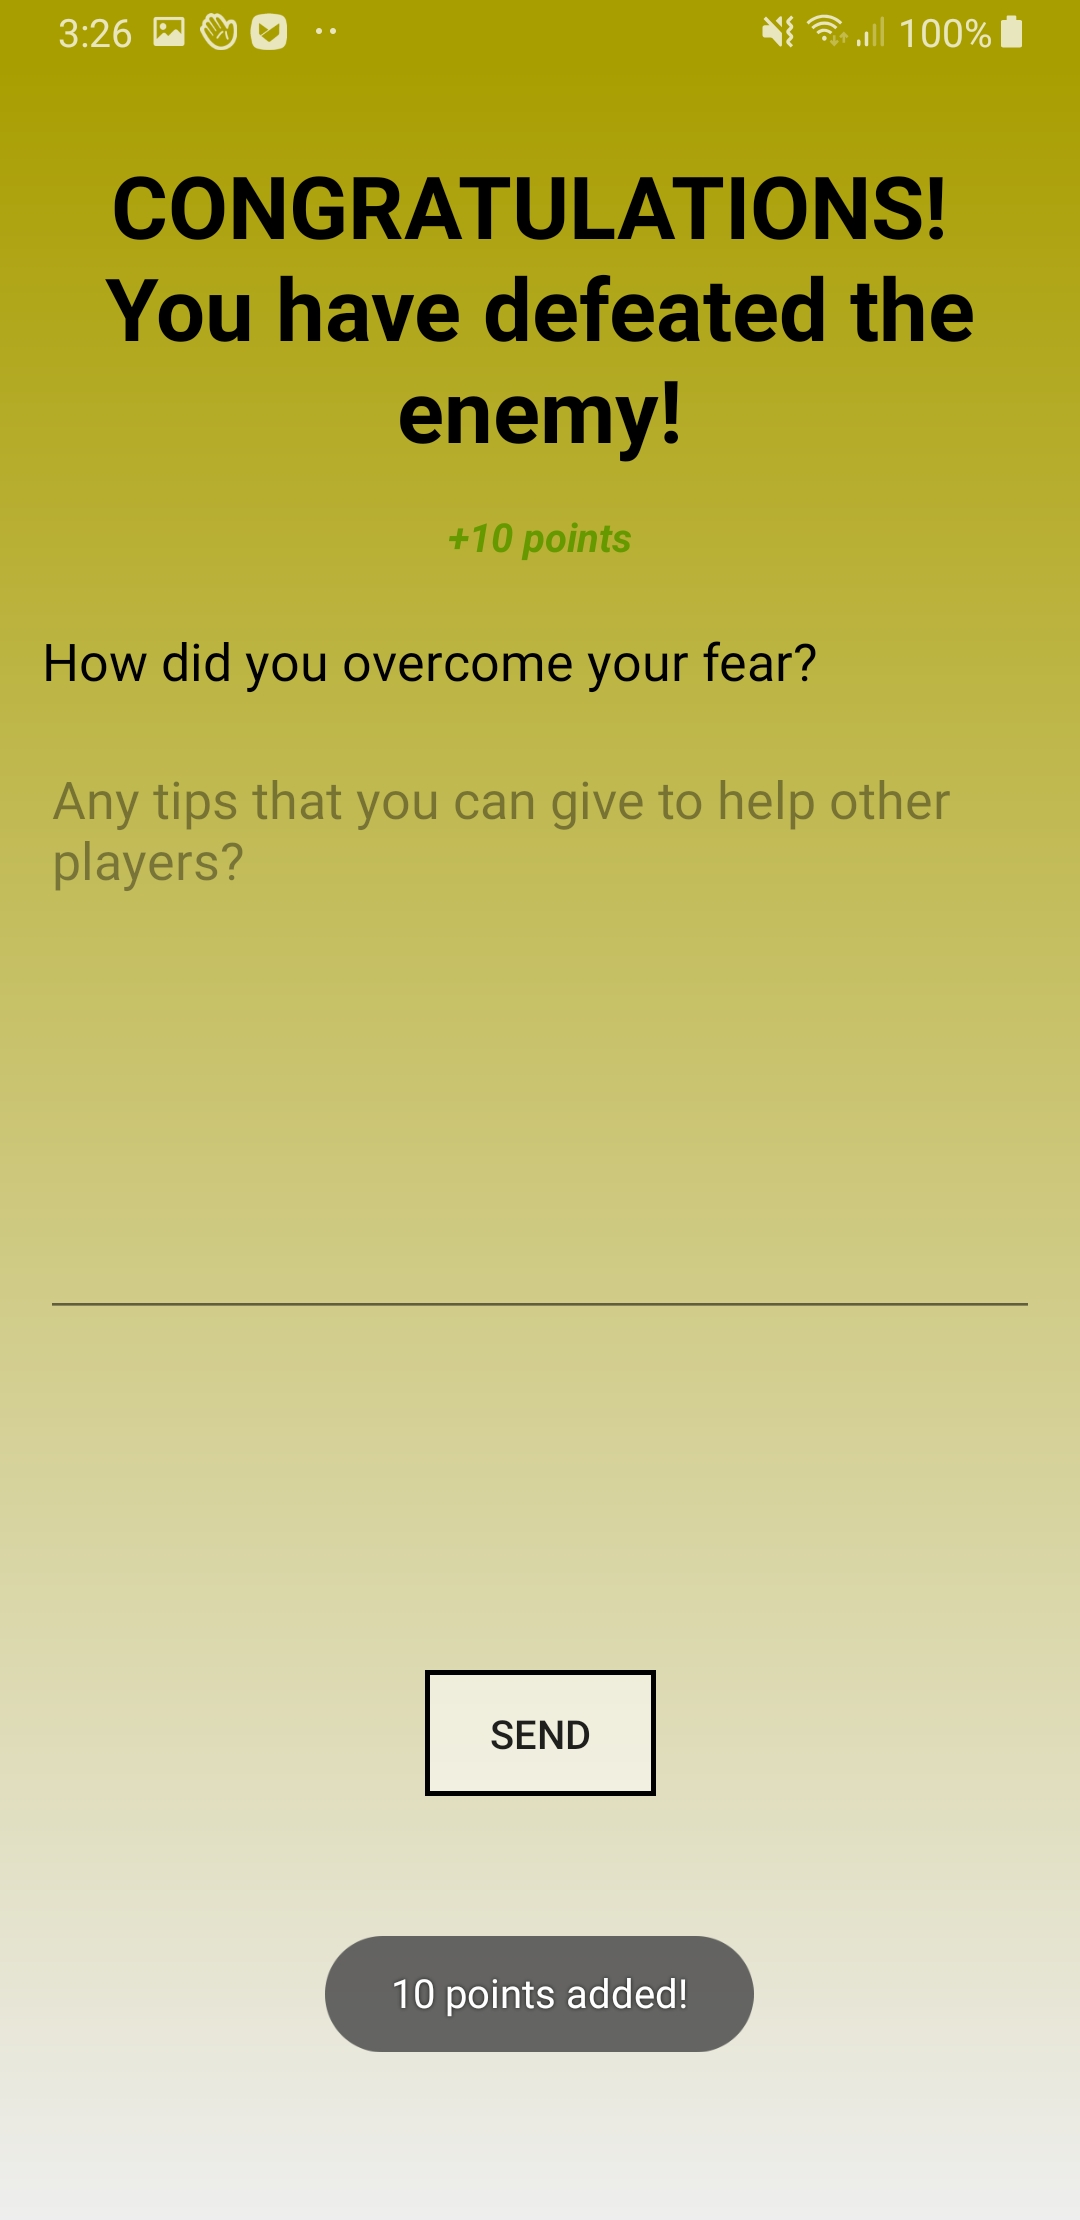 3:26 100%
CONGRATULATIONS!
You have defeated the
enemy!
+10 points
How did you overcome your fear?
Any tips that you can give to help other
players?
SEND
10 points added!